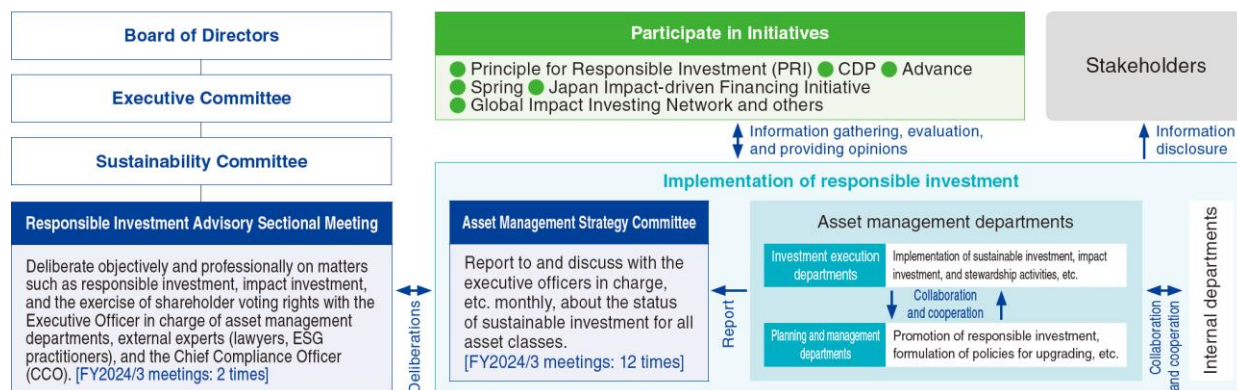 Board of Directors
Executive Committee
Sustainability Committee
Responsible Investment Advisory Sectional Meeting
Deliberate objectively and professionally on matters
such as responsible investment, impact investment,
and the exercise of shareholder voting rights with the
Executive Officer in charge of asset management
departments, external experts (lawyers, ESG
practitioners), and the Chief Compliance Officer
(CCO). [FY2024/3 meetings: 2 times]
Deliberations
Participate in Initiatives
Principle for Responsible Investment (PRI) CDP Advance
Spring Japan Impact-driven Financing Initiative
Global Impact Investing Network and others
Stakeholders
Information gathering, evaluation,
and providing opinions
Information
disclosure
Implementation of responsible investment
Asset Management Strategy Committee
Report to and discuss with the
executive officers in charge,
etc. monthly, about the status
of sustainable investment for all
asset classes.
[FY2024/3 meetings: 12 times]
Report
Asset management departments
Investment execution
departments
Implementation of sustainable investment, impact
investment, and stewardship activities, etc.
Collaboration
and cooperation
Planning and management
departments
Promotion of responsible investment,
formulation of policies for upgrading, etc.
Collaboration
and cooperation
Internal departments